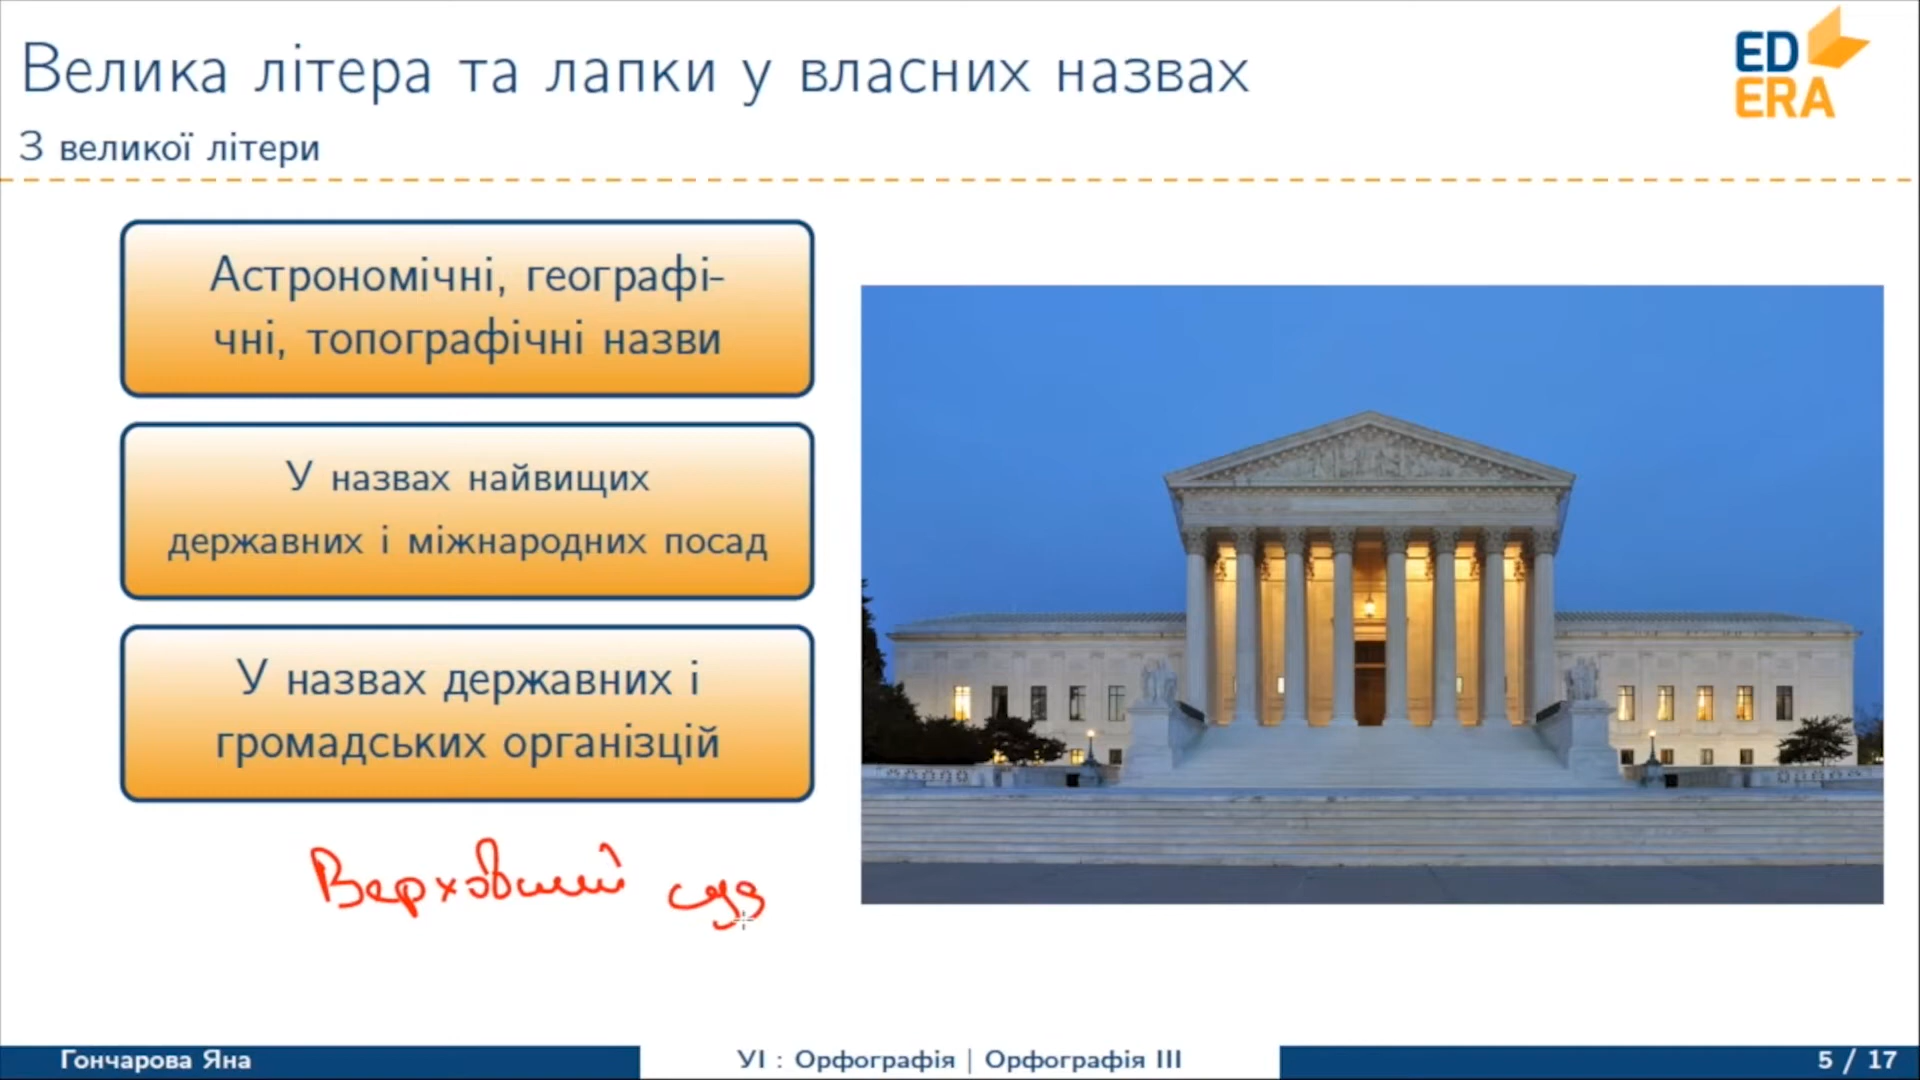 Велика літера та лапки у власних назвах
ED
ERA
З великої літери
Астрономічні, географі-
чні, топографічні назви
У назвах найвищих
державних і міжнародних посад
У назвах державних і
громадських організцій
Верховний суд
Гончарова Яна
УІ : Орфографія | Орфографія III
5 / 17